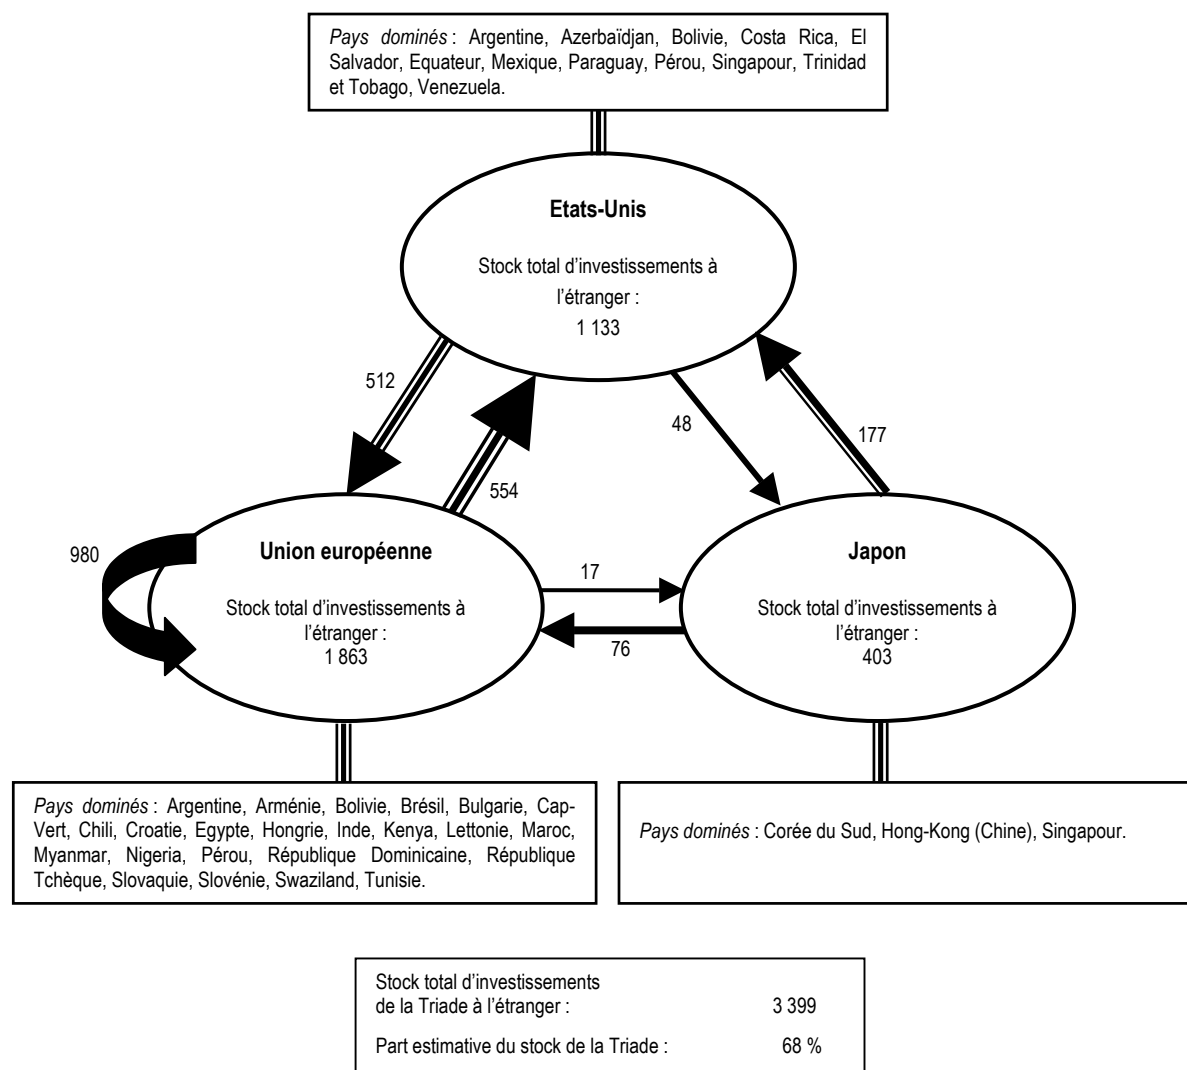 Pays dominés : Argentine, Azerbaïdjan, Bolivie, Costa Rica, El
Salvador, Equateur, Mexique, Paraguay, Pérou, Singapour, Trinidad
et Tobago, Venezuela.
Etats-Unis
Stock total d’investissements à
l’étranger :
1 133
512
554
48
177
980
Union européenne
Stock total d’investissements à
l’étranger :
1 863
17
76
Japon
Stock total d’investissements à
l’étranger :
403
Pays dominés : Argentine, Arménie, Bolivie, Brésil, Bulgarie, Cap-
Vert, Chili, Croatie, Egypte, Hongrie, Inde, Kenya, Lettonie, Maroc,
Myanmar, Nigeria, Pérou, République Dominicaine, République
Tchèque, Slovaquie, Slovénie, Swaziland, Tunisie.
Pays dominés : Corée du Sud, Hong-Kong (Chine), Singapour.
Stock total d’investissements
de la Triade à l’étranger : 3 399
Part estimative du stock de la Triade : 68 %